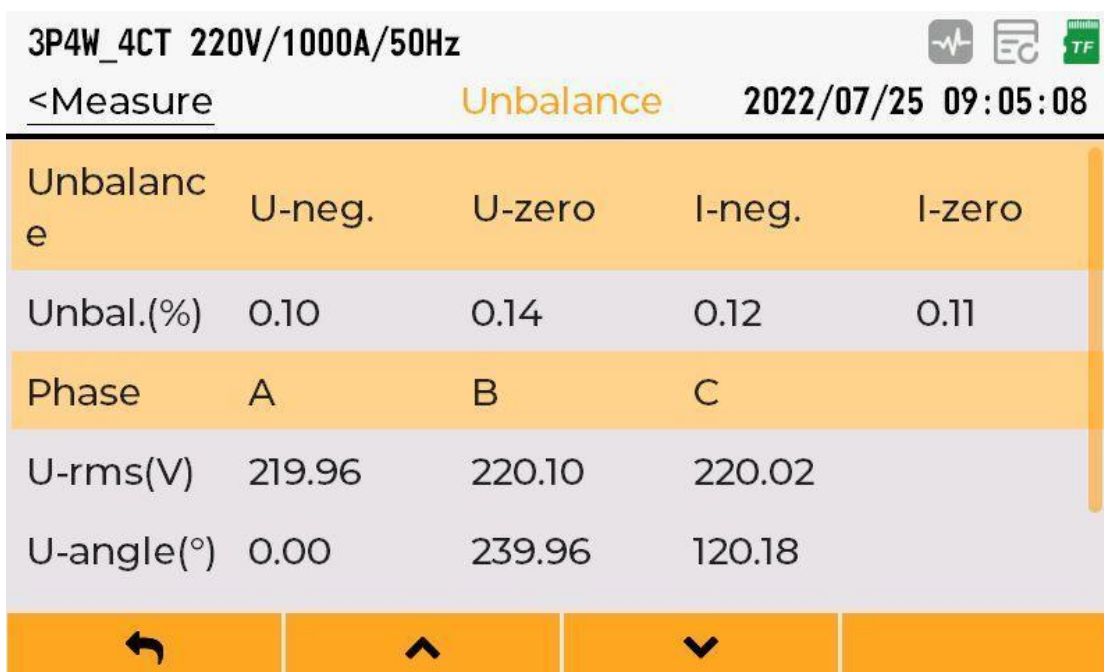 3P4W_4CT 220V/1000A/50Hz
TF
<Measure Unbalance 2022/07/25 09:05:08
Unbalanc
e U-neg. U-zero I-neg. I-zero
Unbal.(%) 0.10 0.14 0.12 0.11
Phase A B C
U-rms(V) 219.96 220.10 220.02
U-angle(°) 0.00 239.96 120.18